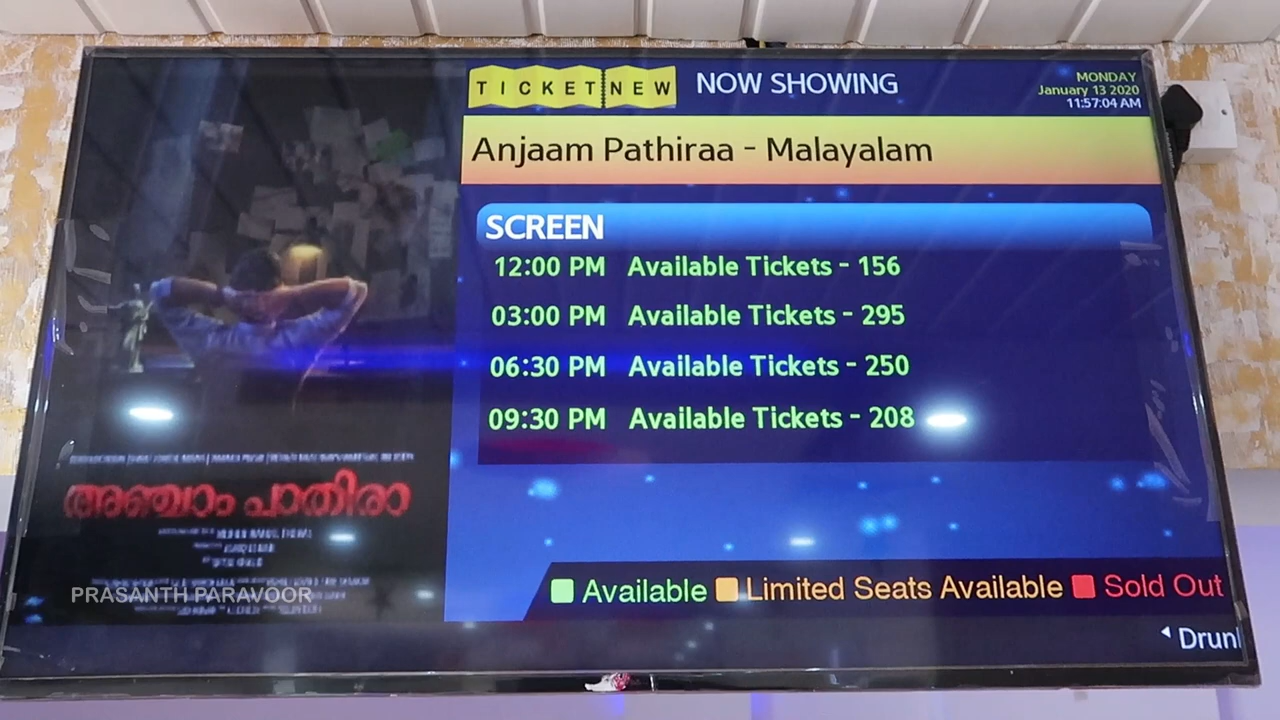 TICKETNEW NOW SHOWING
MONDAY
January 13 2020
11:57:04 AM
Anjaam Pathiraa - Malayalam
SCREEN
12:00 PM Available Tickets - 156
03:00 PM Available Tickets - 295
06:30 PM Available Tickets - 250
09:30 PM Available Tickets - 208
അഞ്ചാം പാതിരാ
PRASANTH PARAVOOR
Available Limited Seats Available Sold Out